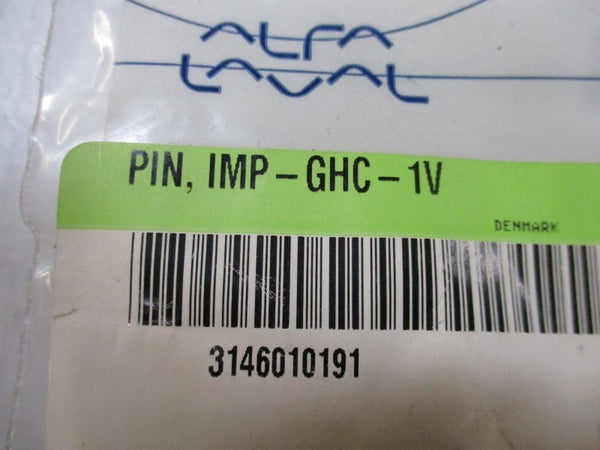 ALFA
LAVAL
PIN, IMP-GHC-1V
DENMARK
3146010191